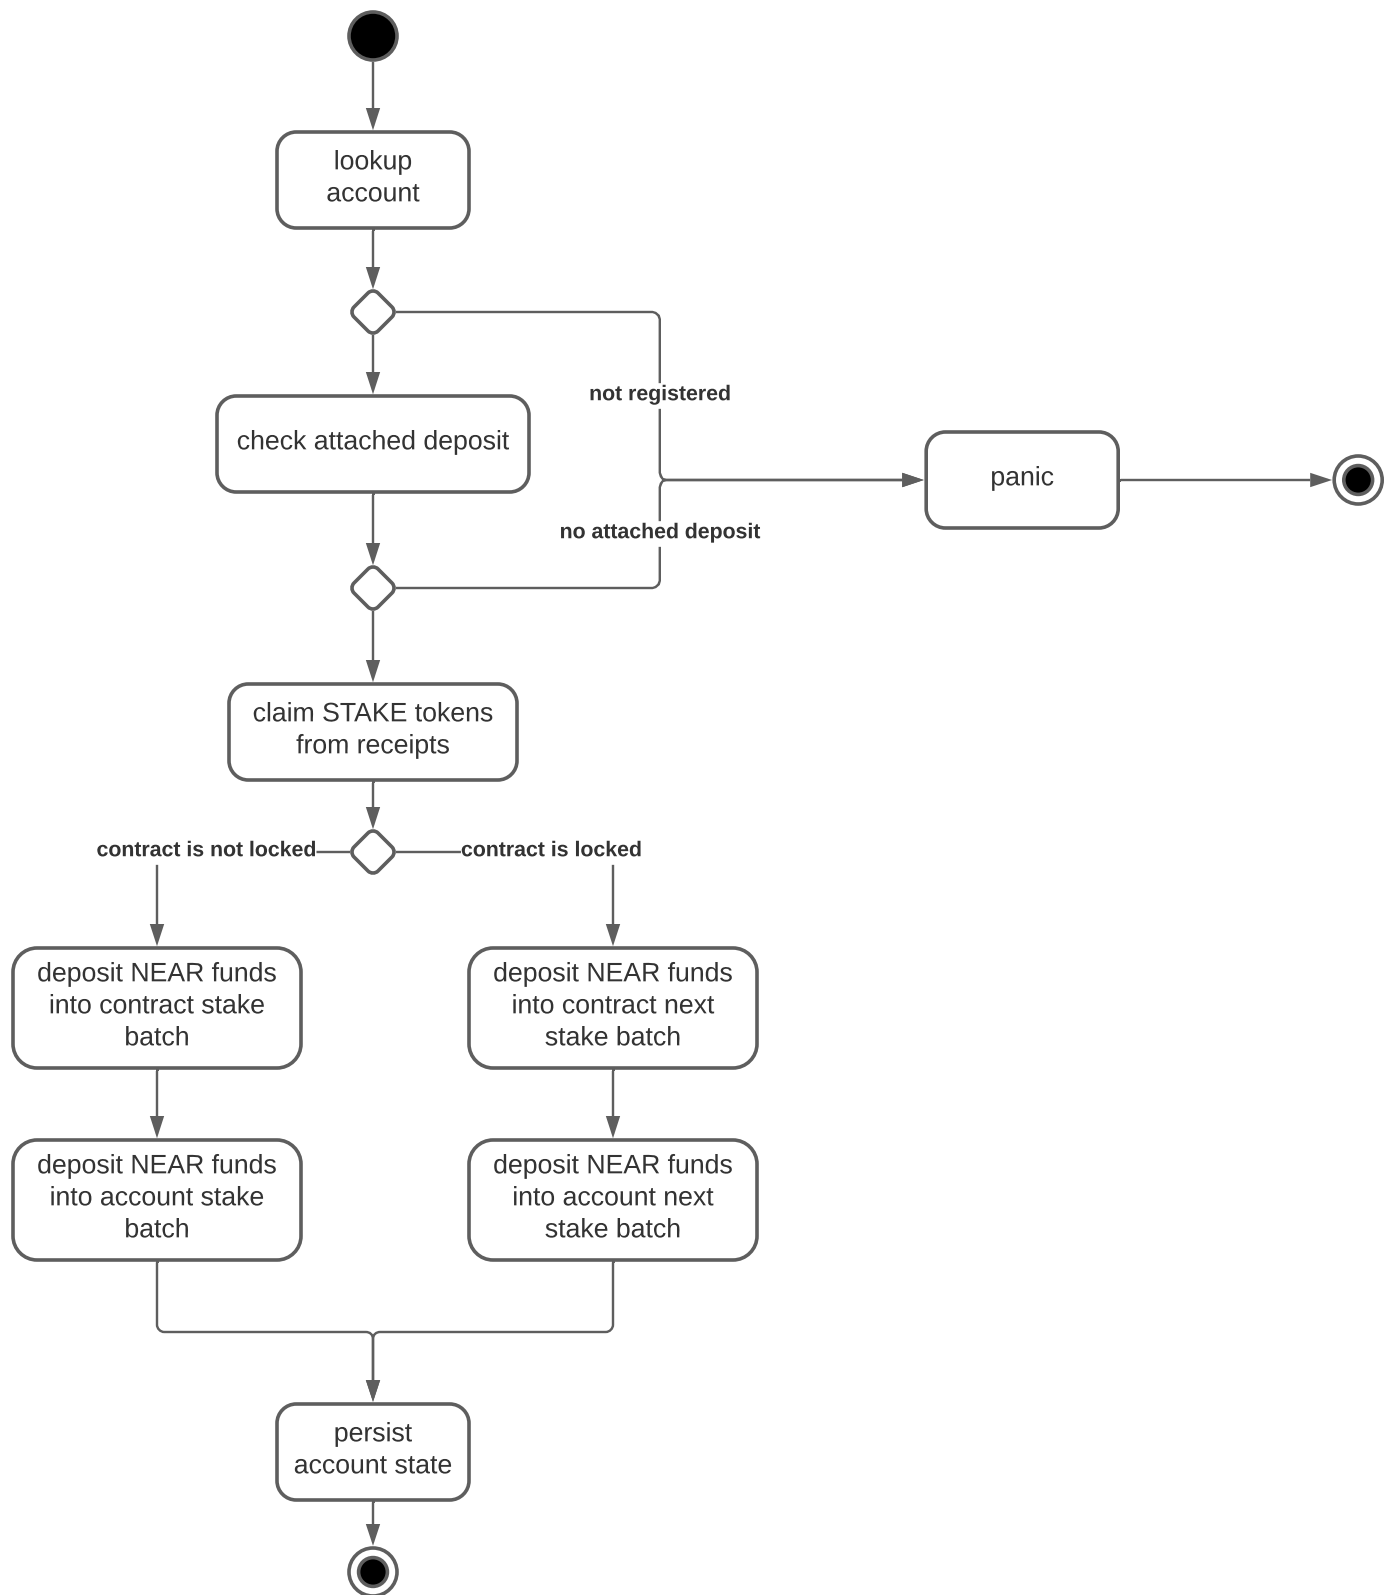 lookup
account
not registered
check attached deposit
panic
no attached deposit
claim STAKE tokens
from receipts
contract is not locked
contract is locked
deposit NEAR funds
into contract stake
batch
deposit NEAR funds
into contract next
stake batch
deposit NEAR funds
into account stake
batch
deposit NEAR funds
into account next
stake batch
persist
account state